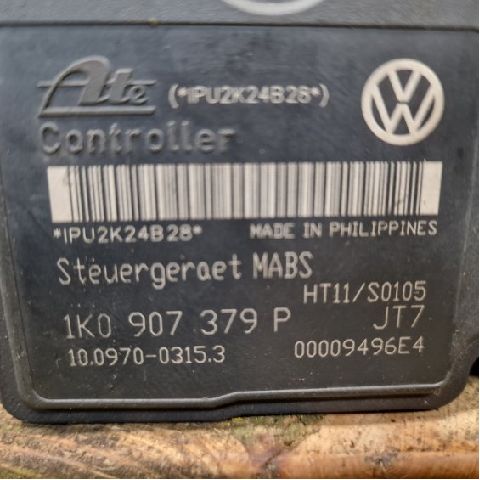 Ate (*IPU2K24B28*)
Controller
*IPU2K24B28* MADE IN PHILIPPINES
Steuergeraet MABS
HT11/S0105
1K0 907 379 P JT7
10.0970-0315.3 00009496E4